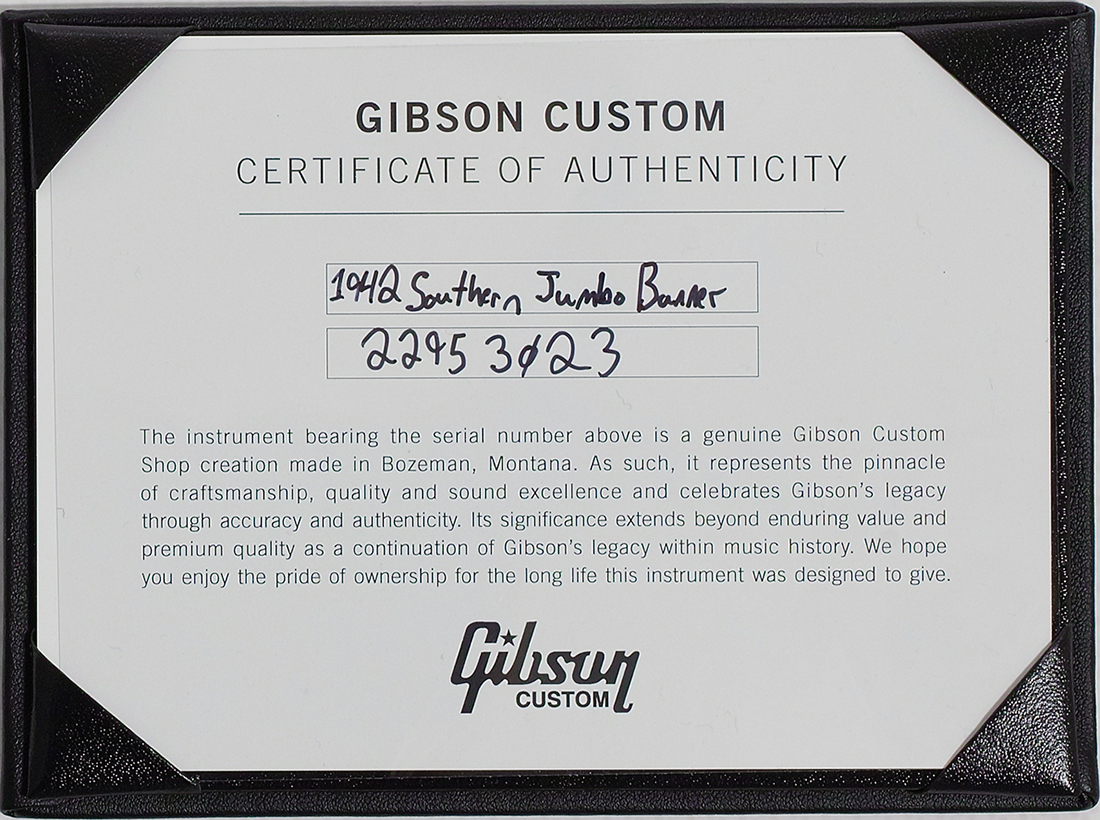 GIBSON CUSTOM
CERTIFICATE OF AUTHENTICITY
1942 Southern Jumbo Banner
22953023
The instrument bearing the serial number above is a genuine Gibson Custom
Shop creation made in Bozeman, Montana. As such, it represents the pinnacle
of craftsmanship, quality and sound excellence and celebrates Gibson's legacy
through accuracy and authenticity. Its significance extends beyond enduring value and
premium quality as a continuation of Gibson's legacy within music history. We hope
you enjoy the pride of ownership for the long life this instrument was designed to give.
Gibson
CUSTOM